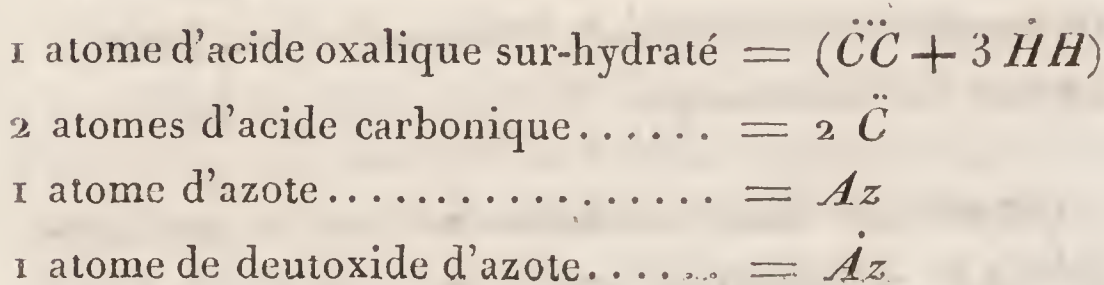 1 atome d'acide oxalique sur-hydraté = (C̈C⃛ + 3 ḢH)
2 atomes d'acide carbonique...... = 2 C̈
1 atome d'azote................. = Az
1 atome de deutoxide d'azote....... = Ȧz